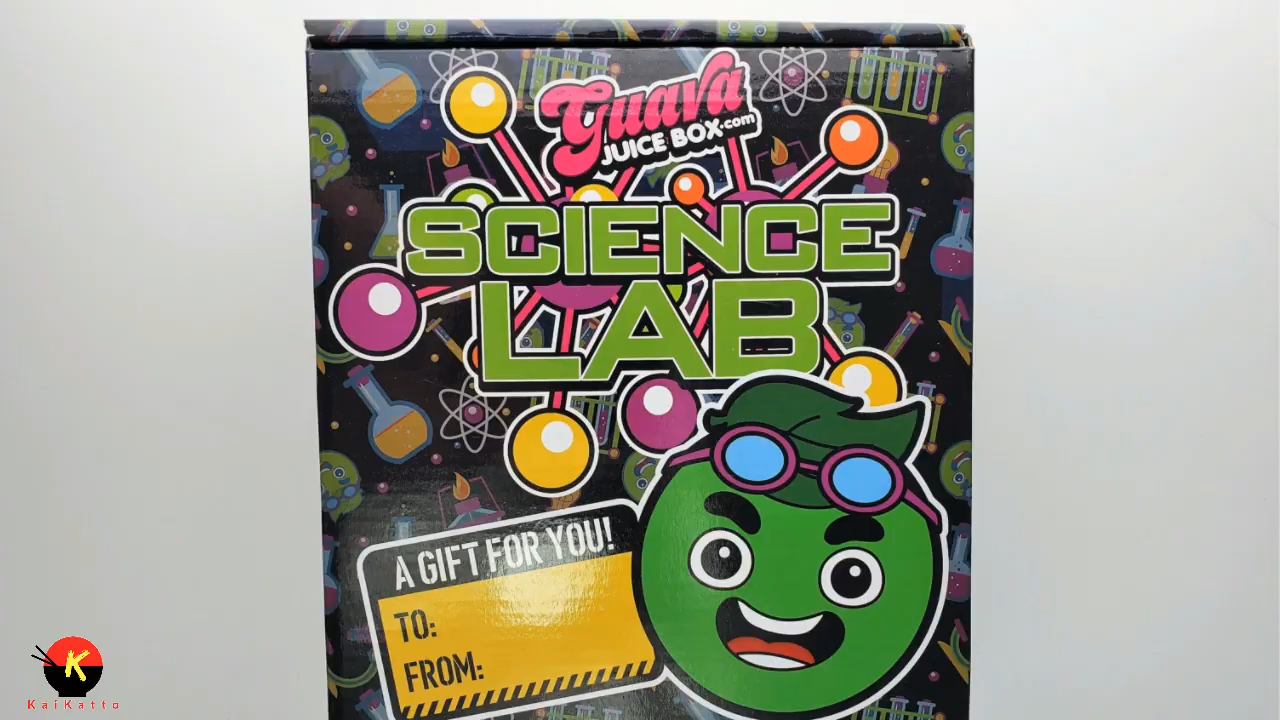 Guava
JUICE BOX.com
SCIENCE
LAB
A GIFT FOR YOU!
TO:
FROM:
K
KaiKatto